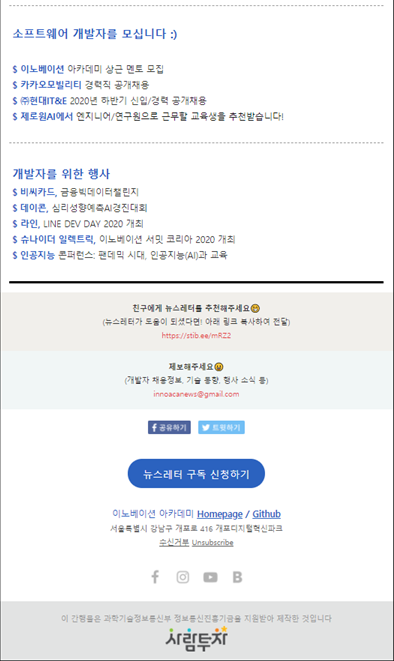 소프트웨어 개발자를 모십니다 :)
$ 이노베이션 아카데미 상근 멘토 모집
$ 카카오모빌리티 경력직 공개채용
$ ㈜현대IT&E 2020년 하반기 신입/경력 공개채용
$ 제로원AI에서 엔지니어/연구원으로 근무할 교육생을 추천받습니다!
개발자를 위한 행사
$ 비씨카드, 금융빅데이터챌린지
$ 데이콘, 심리성향예측AI경진대회
$ 라인, LINE DEV DAY 2020 개최
$ 슈나이더 일렉트릭, 이노베이션 서밋 코리아 2020 개최
$ 인공지능 콘퍼런스: 팬데믹 시대, 인공지능(AI)과 교육
친구에게 뉴스레터를 추천해주세요😊
(뉴스레터가 도움이 되셨다면! 아래 링크 복사하여 전달)
https://stib.ee/mRZ2
제보해주세요😮
(개발자 채용정보, 기술 동향, 행사 소식 등)
innoacanews@gmail.com
공유하기 트윗하기
뉴스레터 구독 신청하기
이노베이션 아카데미 Homepage / Github
서울특별시 강남구 개포로 416 개포디지털혁신파크
수신거부 Unsubscribe
이 간행물은 과학기술정보통신부 정보통신진흥기금을 지원받아 제작한 것입니다
사람투자